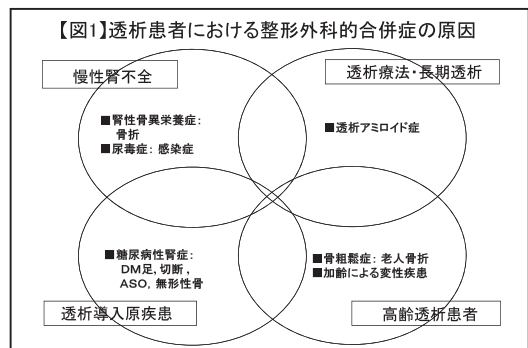 【図1】透析患者における整形外科的合併症の原因
慢性腎不全
透析療法・長期透析
■腎性骨異栄養症：
骨折
■尿毒症： 感染症
■透析アミロイド症
■糖尿病性腎症：
DM足，切断，
ASO，無形性骨
■骨粗鬆症： 老人骨折
■加齢による変性疾患
透析導入原疾患
高齢透析患者